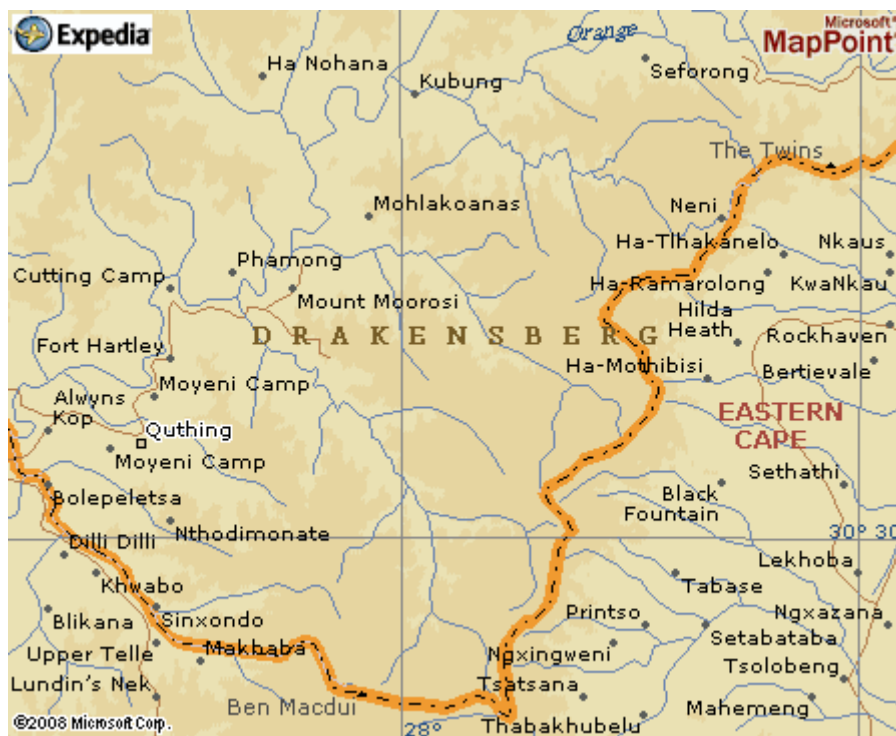 Expedia
Microsoft®
MapPoint®
Orange
Ha Nohana
Kubung
Seforong
The Twins
Mohlakoanas
Neni
Ha-Tlhakanelo
Nkaus
Phamong
Cutting Camp
Ha-Ramarolong
KwaNkau
Mount Moorosi
Hilda
Heath
DRAKENSBERG
Rockhaven
Fort Hartley
Ha-Mothibisi
Bertievale
Moyeni Camp
Alwyns
Kop
EASTERN
CAPE
Quthing
Moyeni Camp
Sethathi
Bolepeletsa
Black
Fountain
Nthodimonate
30° 30
Dilli Dilli
Lekhoba
Khwabo
Tabase
Blikana
Sinxondo
Printso
Ngxazana
Setabataba
Upper Telle
Makhaba
Ngxingweni
Tsolobeng
Lundin's Nek
Tsatsana
Ben Macdui
Mahemeng
Thabakhubelu
©2008 Microsoft Corp.
28°